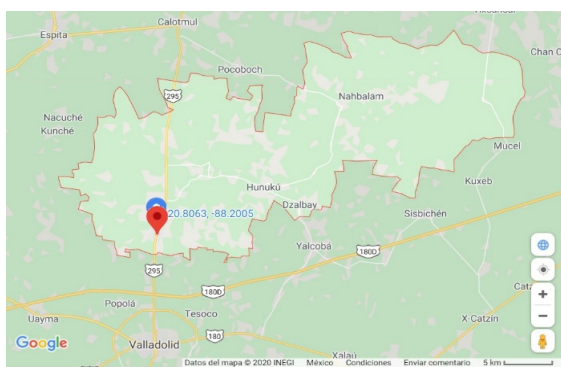 Calotmul
Espita
Chan C
Pocoboch
295
Nahbalam
Nacuché
Kunché
Mucel
Hunukú
Kuxeb
Dzalbay
20.8063, -88.2005
Sisbichén
Yalcobá
180D
295
180D
Popolá
Tesoco
Uayma
X Catzin
180
Valladolid
Google
Xalaú
Datos del mapa © 2020 INEGI México Condiciones Enviar comentario 5 km